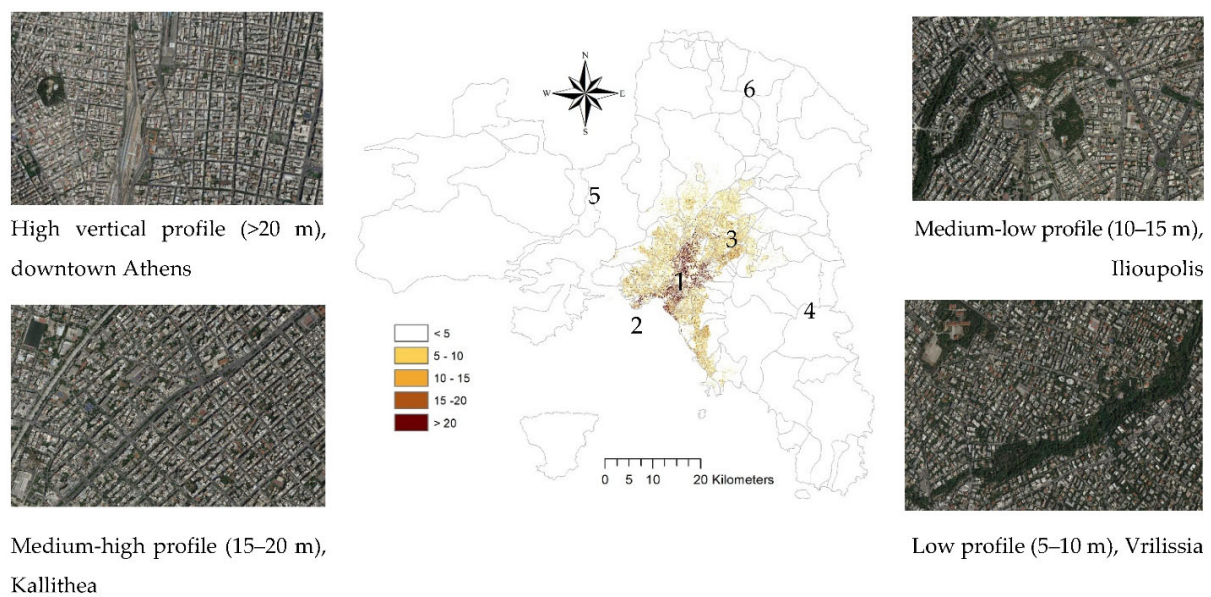 High vertical profile (>20 m),
downtown Athens
Medium-high profile (15–20 m),
Kallithea
N
W
E
S
6
5
3
1
2
4
< 5
5 - 10
10 - 15
15 -20
> 20
0 5 10 20 Kilometers
Medium-low profile (10–15 m),
Ilioupolis
Low profile (5–10 m), Vrilissia